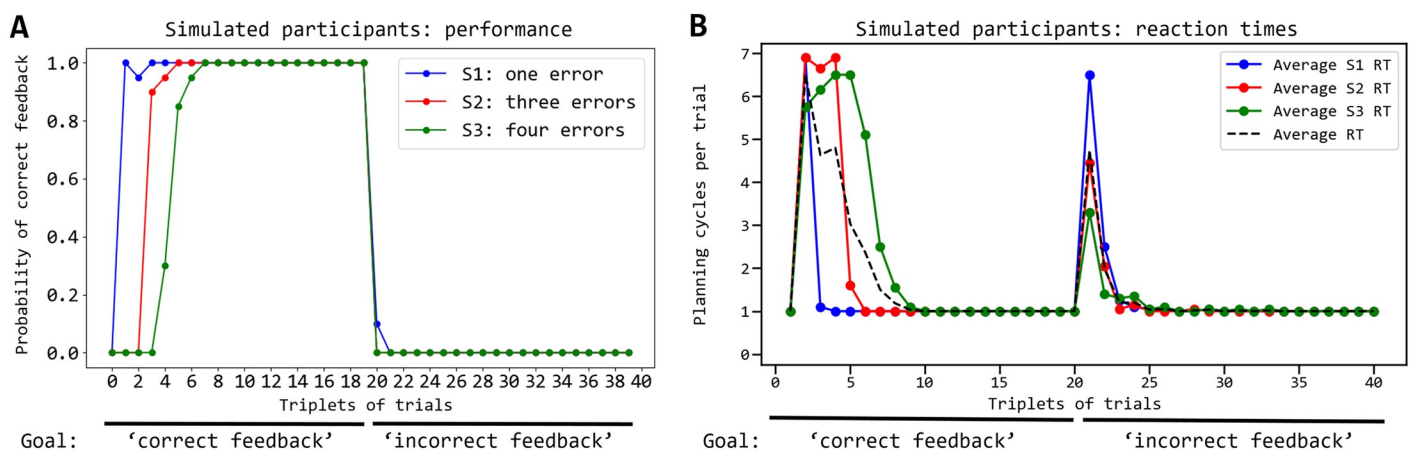 A
Simulated participants: performance
Probability of correct feedback
1.0
0.8
0.6
0.4
0.2
0.0
S1: one error
S2: three errors
S3: four errors
0 2 4 6 8 10 12 14 16 18 20 22 24 26 28 30 32 34 36 38 40
Triplets of trials
Goal: ‘correct feedback’ ‘incorrect feedback’
B
Simulated participants: reaction times
Planning cycles per trial
7
6
5
4
3
2
1
0
Average S1 RT
Average S2 RT
Average S3 RT
Average RT
0 5 10 15 20 25 30 35 40
Triplets of trials
Goal: ‘correct feedback’ ‘incorrect feedback’